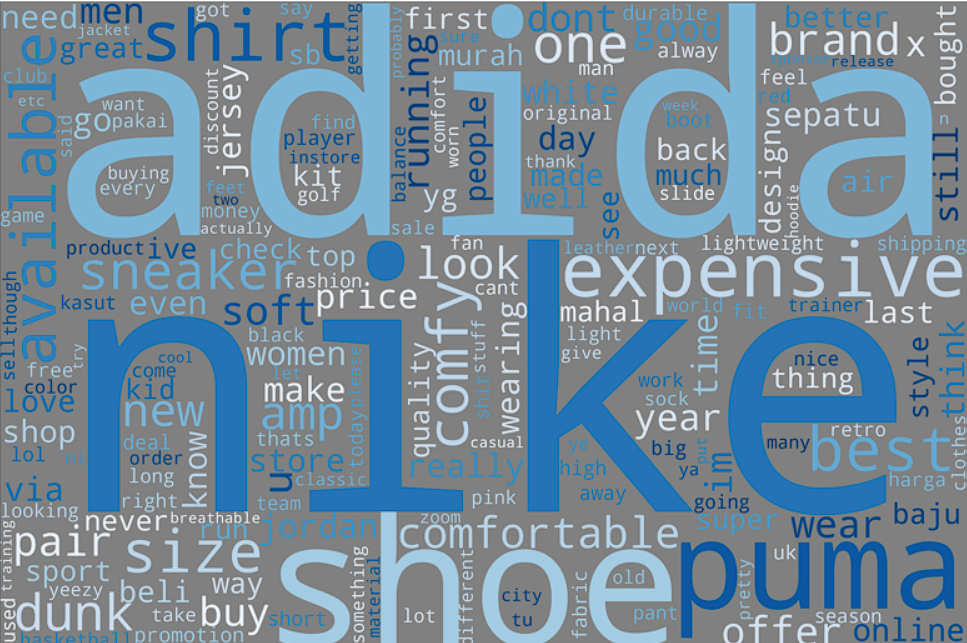 adida
nike
shoe
puma
expensive
shirt
available
comfortable
sneaker
comfy
size
best
one
brand
x
good
dont
white
need
men
jacket
great
got
say
sb
getting
probably
first
sure
murah
running
comfort
worn
balance
people
man
alway
durable
better
sponsor
release
feel
red
bought
club
etc
said
want
go
pakai
discount
jersey
find
player
instore
kit
golf
buying
every
feet
two
money
actually
yg
original
day
thank
made
well
see
week
boot
back
much
slide
sepatu
design
hoodie
air
still
game
sale
product
ive
check
top
fan
look
cant
fashion
price
leather
next
lightweight
shipping
sell
though
kasut
even
soft
black
women
let
make
amp
thats
mahal
light
give
world
fit
trainer
last
time
nice
thing
style
think
free
try
color
love
shop
lol
via
looking
cool
come
kid
new
deal
order
long
right
know
store
u
classic
team
today
please
quality
stuff
shit
wearing
casual
really
pink
work
sock
year
ye
high
away
big
ya
put
im
going
many
retro
clothes
harga
super
wear
baju
never
breathable
run
jordan
zoom
pair
used
training
sport
yeezy
beli
way
dunk
take
buy
short
basketball
promotion
something
material
lot
different
city
tu
fabric
old
pant
pretty
uk
season
offer
online